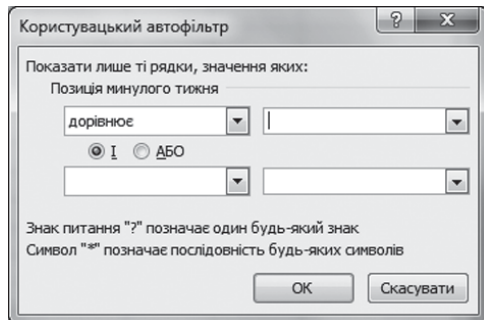 Користувацький автофільтр
Показати лише ті рядки, значення яких:
Позиція минулого тижня
дорівнює
І АБО
Знак питання "?" позначає один будь-який знак
Символ "*" позначає послідовність будь-яких символів
ОК Скасувати